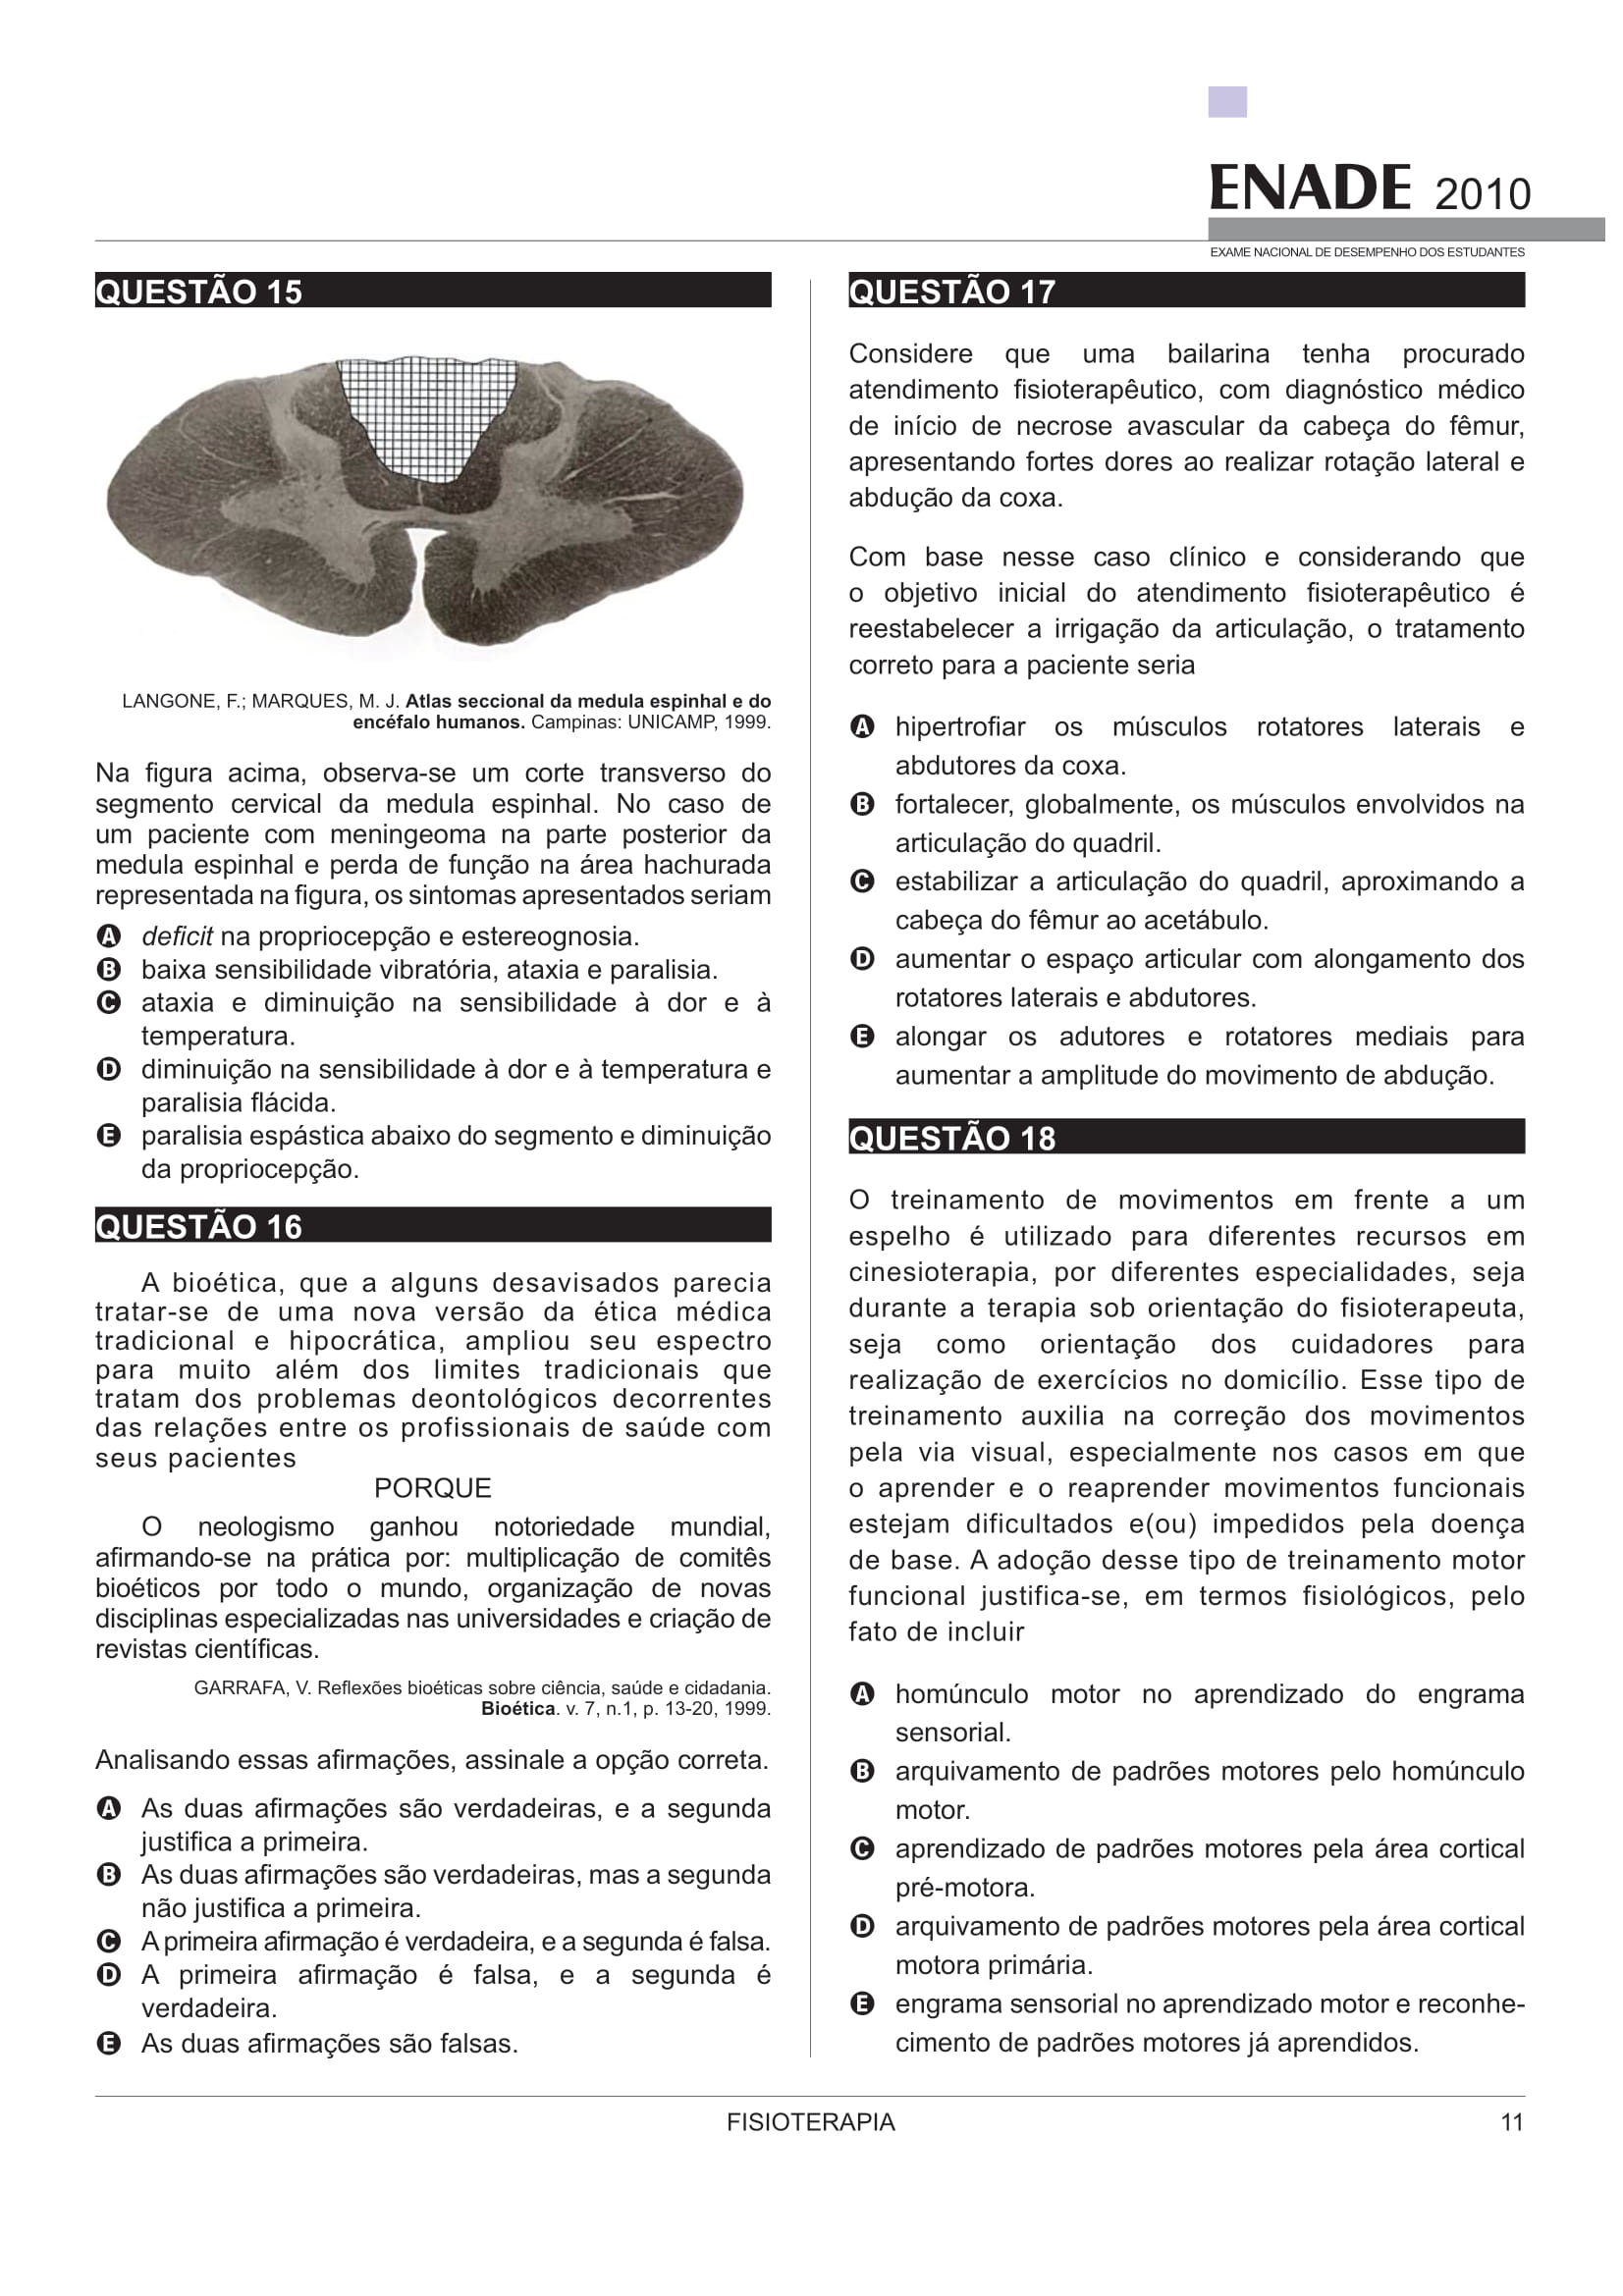 ENADE 2010
EXAME NACIONAL DE DESEMPENHO DOS ESTUDANTES
QUESTÃO 15
LANGONE, F.; MARQUES, M. J. Atlas seccional da medula espinhal e do
encéfalo humanos. Campinas: UNICAMP, 1999.
Na figura acima, observa-se um corte transverso do
segmento cervical da medula espinhal. No caso de
um paciente com meningeoma na parte posterior da
medula espinhal e perda de função na área hachurada
representada na figura, os sintomas apresentados seriam
A deficit na propriocepção e estereognosia.
B baixa sensibilidade vibratória, ataxia e paralisia.
C ataxia e diminuição na sensibilidade à dor e à
temperatura.
D diminuição na sensibilidade à dor e à temperatura e
paralisia flácida.
E paralisia espástica abaixo do segmento e diminuição
da propriocepção.
QUESTÃO 16
A bioética, que a alguns desavisados parecia
tratar-se de uma nova versão da ética médica
tradicional e hipocrática, ampliou seu espectro
para muito além dos limites tradicionais que
tratam dos problemas deontológicos decorrentes
das relações entre os profissionais de saúde com
seus pacientes
PORQUE
O neologismo ganhou notoriedade mundial,
afirmando-se na prática por: multiplicação de comitês
bioéticos por todo o mundo, organização de novas
disciplinas especializadas nas universidades e criação de
revistas científicas.
GARRAFA, V. Reflexões bioéticas sobre ciência, saúde e cidadania.
Bioética. v. 7, n.1, p. 13-20, 1999.
Analisando essas afirmações, assinale a opção correta.
A As duas afirmações são verdadeiras, e a segunda
justifica a primeira.
B As duas afirmações são verdadeiras, mas a segunda
não justifica a primeira.
C A primeira afirmação é verdadeira, e a segunda é falsa.
D A primeira afirmação é falsa, e a segunda é
verdadeira.
E As duas afirmações são falsas.
QUESTÃO 17
Considere que uma bailarina tenha procurado
atendimento fisioterapêutico, com diagnóstico médico
de início de necrose avascular da cabeça do fêmur,
apresentando fortes dores ao realizar rotação lateral e
abdução da coxa.
Com base nesse caso clínico e considerando que
o objetivo inicial do atendimento fisioterapêutico é
reestabelecer a irrigação da articulação, o tratamento
correto para a paciente seria
A hipertrofiar os músculos rotatores laterais e
abdutores da coxa.
B fortalecer, globalmente, os músculos envolvidos na
articulação do quadril.
C estabilizar a articulação do quadril, aproximando a
cabeça do fêmur ao acetábulo.
D aumentar o espaço articular com alongamento dos
rotatores laterais e abdutores.
E alongar os adutores e rotatores mediais para
aumentar a amplitude do movimento de abdução.
QUESTÃO 18
O treinamento de movimentos em frente a um
espelho é utilizado para diferentes recursos em
cinesioterapia, por diferentes especialidades, seja
durante a terapia sob orientação do fisioterapeuta,
seja como orientação dos cuidadores para
realização de exercícios no domicílio. Esse tipo de
treinamento auxilia na correção dos movimentos
pela via visual, especialmente nos casos em que
o aprender e o reaprender movimentos funcionais
estejam dificultados e(ou) impedidos pela doença
de base. A adoção desse tipo de treinamento motor
funcional justifica-se, em termos fisiológicos, pelo
fato de incluir
A homúnculo motor no aprendizado do engrama
sensorial.
B arquivamento de padrões motores pelo homúnculo
motor.
C aprendizado de padrões motores pela área cortical
pré-motora.
D arquivamento de padrões motores pela área cortical
motora primária.
E engrama sensorial no aprendizado motor e reconhe-
cimento de padrões motores já aprendidos.
FISIOTERAPIA
11